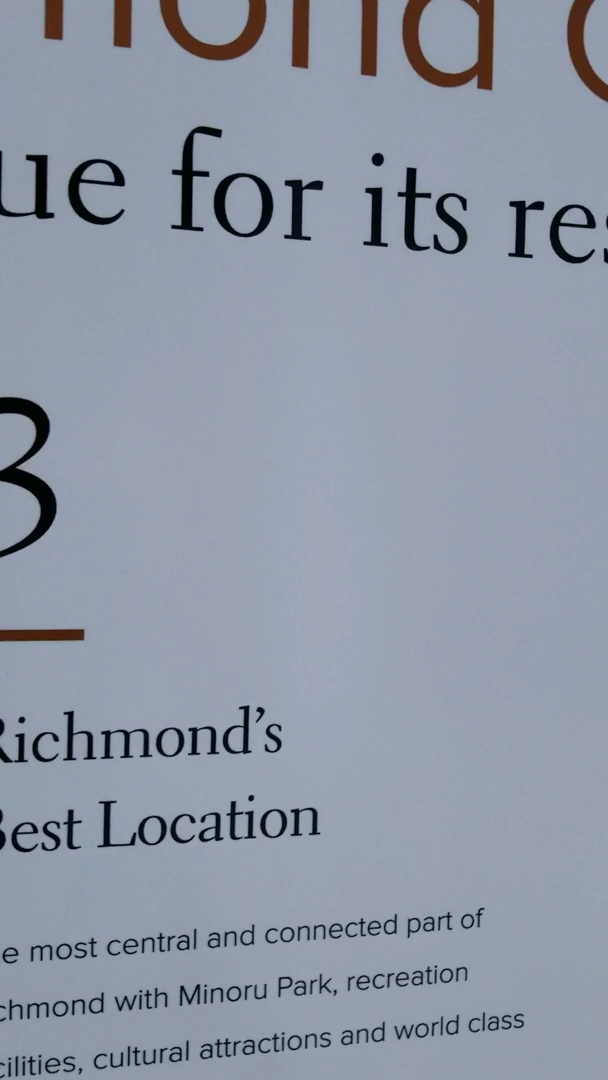 mond C
ue for its res
3
Richmond's
Best Location
e most central and connected part of
chmond with Minoru Park, recreation
cilities, cultural attractions and world class